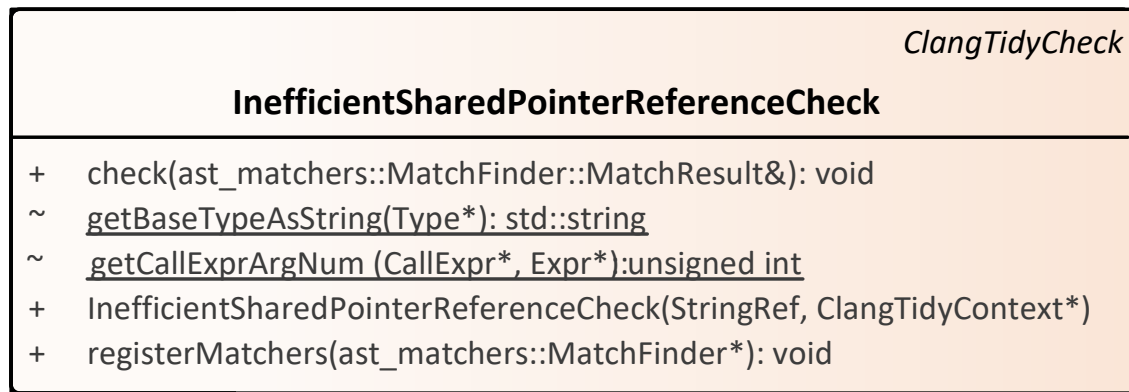 ClangTidyCheck
InefficientSharedPointerReferenceCheck
+ check(ast_matchers::MatchFinder::MatchResult&): void
~ getBaseTypeAsString(Type*): std::string
~ getCallExprArgNum (CallExpr*, Expr*):unsigned int
+ InefficientSharedPointerReferenceCheck(StringRef, ClangTidyContext*)
+ registerMatchers(ast_matchers::MatchFinder*): void